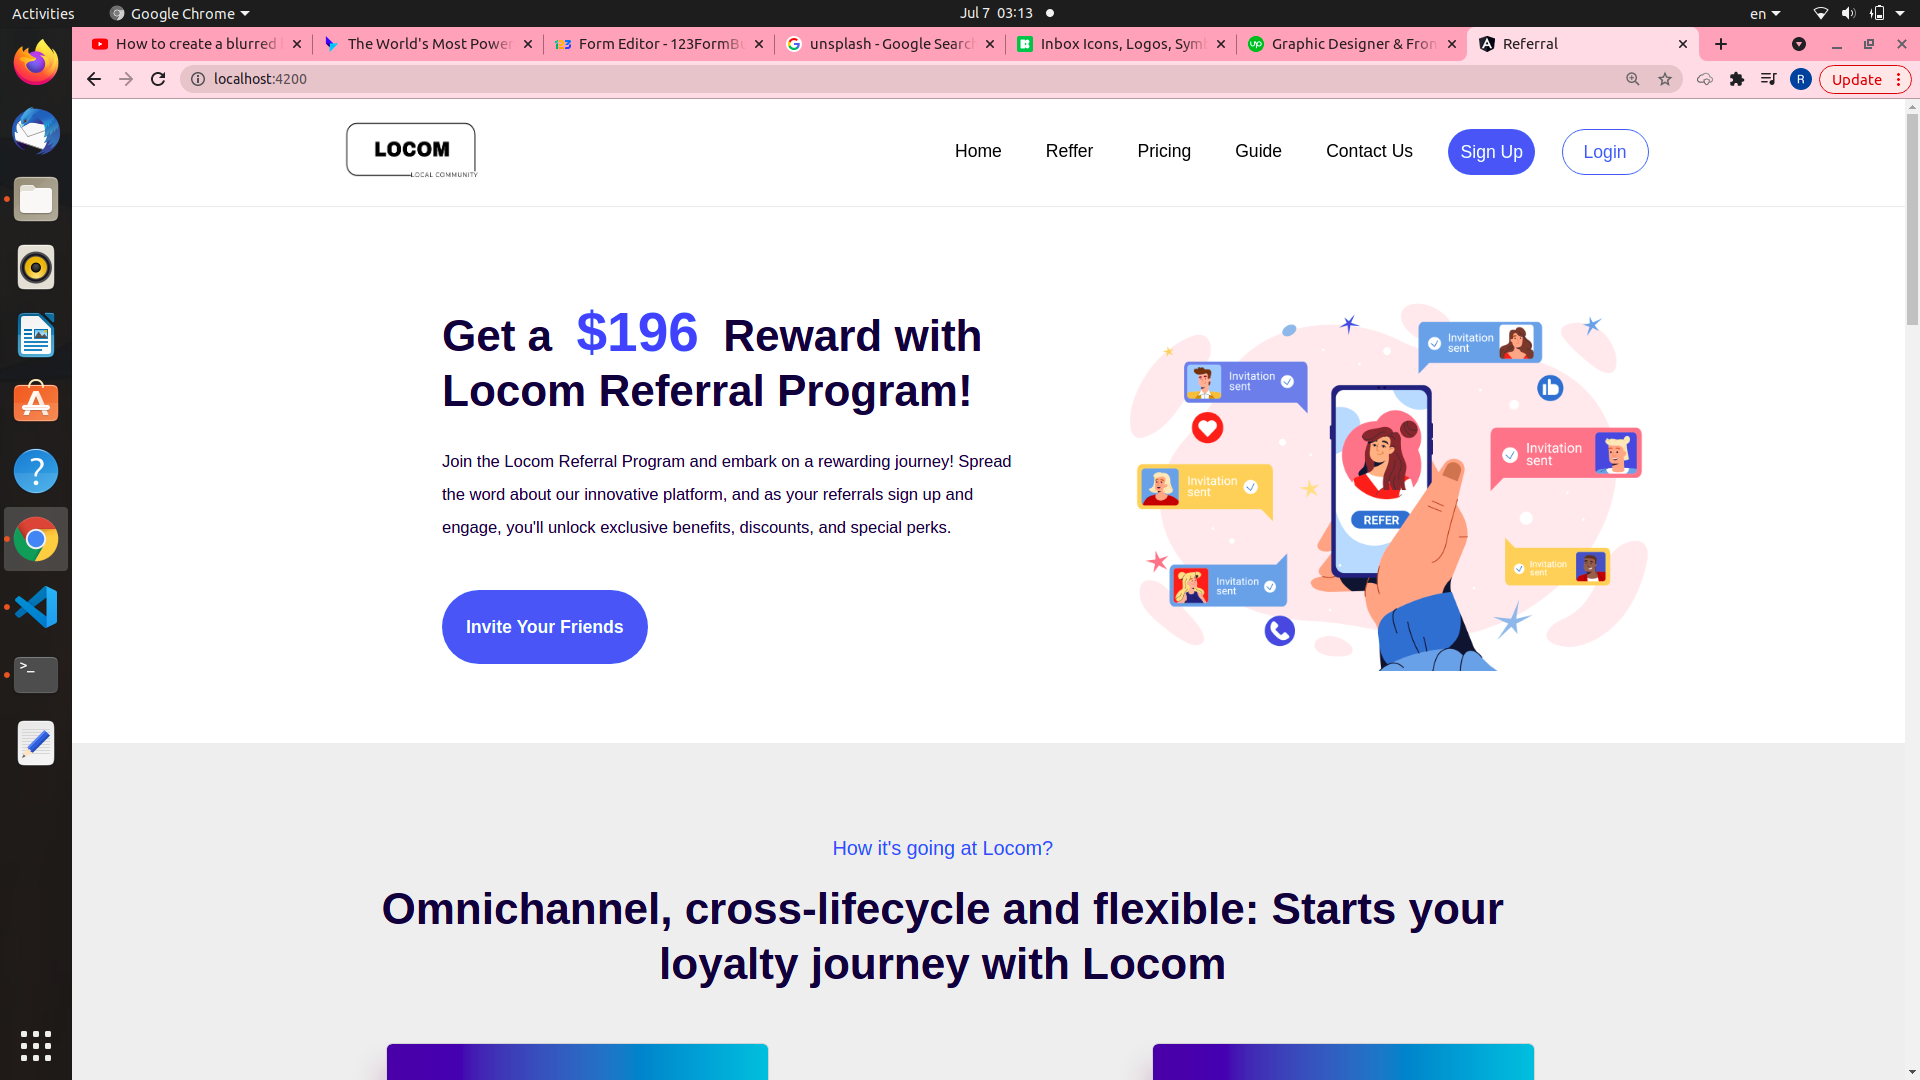 Activities
Google Chrome
Jul 7 03:13
en
How to create a blurred
The World's Most Power
Form Editor - 123FormBu
unsplash - Google Search
Inbox Icons, Logos, Symb
Graphic Designer & Fron
Referral
localhost:4200
R
Update
LOCOM
LOCAL COMMUNITY
Home
Reffer
Pricing
Guide
Contact Us
Sign Up
Login
Get a $196 Reward with
Locom Referral Program!
Join the Locom Referral Program and embark on a rewarding journey! Spread
the word about our innovative platform, and as your referrals sign up and
engage, you'll unlock exclusive benefits, discounts, and special perks.
Invite Your Friends
Invitation
sent
Invitation
sent
Invitation
sent
Invitation
sent
REFER
Invitation
sent
Invitation
sent
How it's going at Locom?
Omnichannel, cross-lifecycle and flexible: Starts your
loyalty journey with Locom